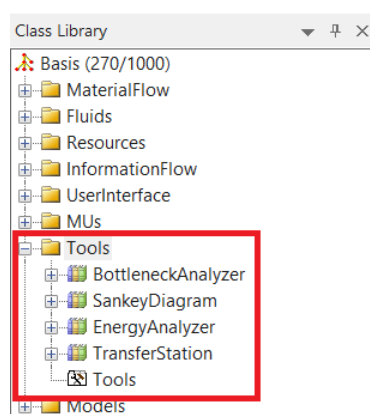 Class Library
Basis (270/1000)
MaterialFlow
Fluids
Resources
InformationFlow
UserInterface
MUs
Tools
BottleneckAnalyzer
SankeyDiagram
EnergyAnalyzer
TransferStation
Tools
Models